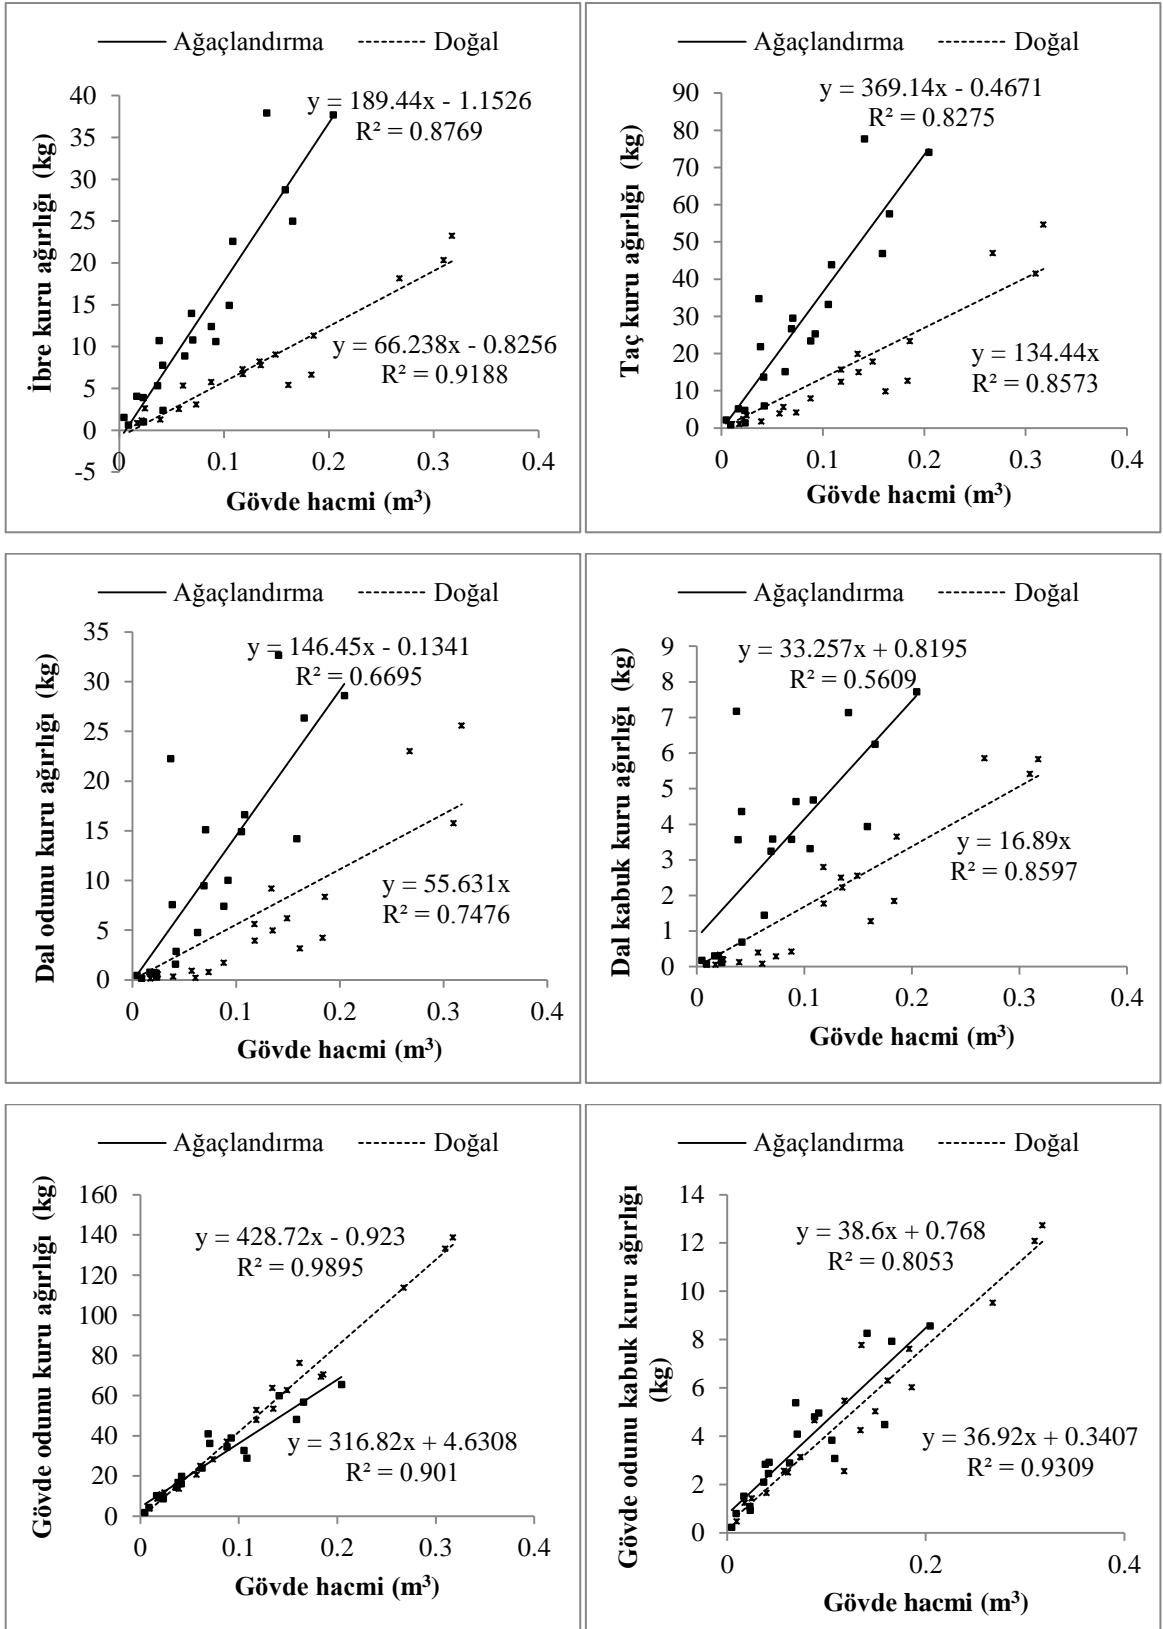 Ağaçlandırma Doğal
y = 189.44x - 1.1526
R² = 0.8769
y = 66.238x - 0.8256
R² = 0.9188
40
35
30
25
20
15
10
5
0
-5
0 0.1 0.2 0.3 0.4
İbre kuru ağırlığı (kg)
Gövde hacmi (m³)
Ağaçlandırma Doğal
y = 369.14x - 0.4671
R² = 0.8275
y = 134.44x
R² = 0.8573
90
80
70
60
50
40
30
20
10
0
0 0.1 0.2 0.3 0.4
Taç kuru ağırlığı (kg)
Gövde hacmi (m³)
Ağaçlandırma Doğal
y = 146.45x - 0.1341
R² = 0.6695
y = 55.631x
R² = 0.7476
35
30
25
20
15
10
5
0
0 0.1 0.2 0.3 0.4
Dal odunu kuru ağırlığı (kg)
Gövde hacmi (m³)
Ağaçlandırma Doğal
y = 33.257x + 0.8195
R² = 0.5609
y = 16.89x
R² = 0.8597
9
8
7
6
5
4
3
2
1
0
0 0.1 0.2 0.3 0.4
Dal kabuk kuru ağırlığı (kg)
Gövde hacmi (m³)
Ağaçlandırma Doğal
y = 428.72x - 0.923
R² = 0.9895
y = 316.82x + 4.6308
R² = 0.901
160
140
120
100
80
60
40
20
0
0 0.1 0.2 0.3 0.4
Gövde odunu kuru ağırlığı (kg)
Gövde hacmi (m³)
Ağaçlandırma Doğal
y = 38.6x + 0.768
R² = 0.8053
y = 36.92x + 0.3407
R² = 0.9309
14
12
10
8
6
4
2
0
0 0.2 0.4
Gövde odunu kabuk kuru ağırlığı
(kg)
Gövde hacmi (m³)